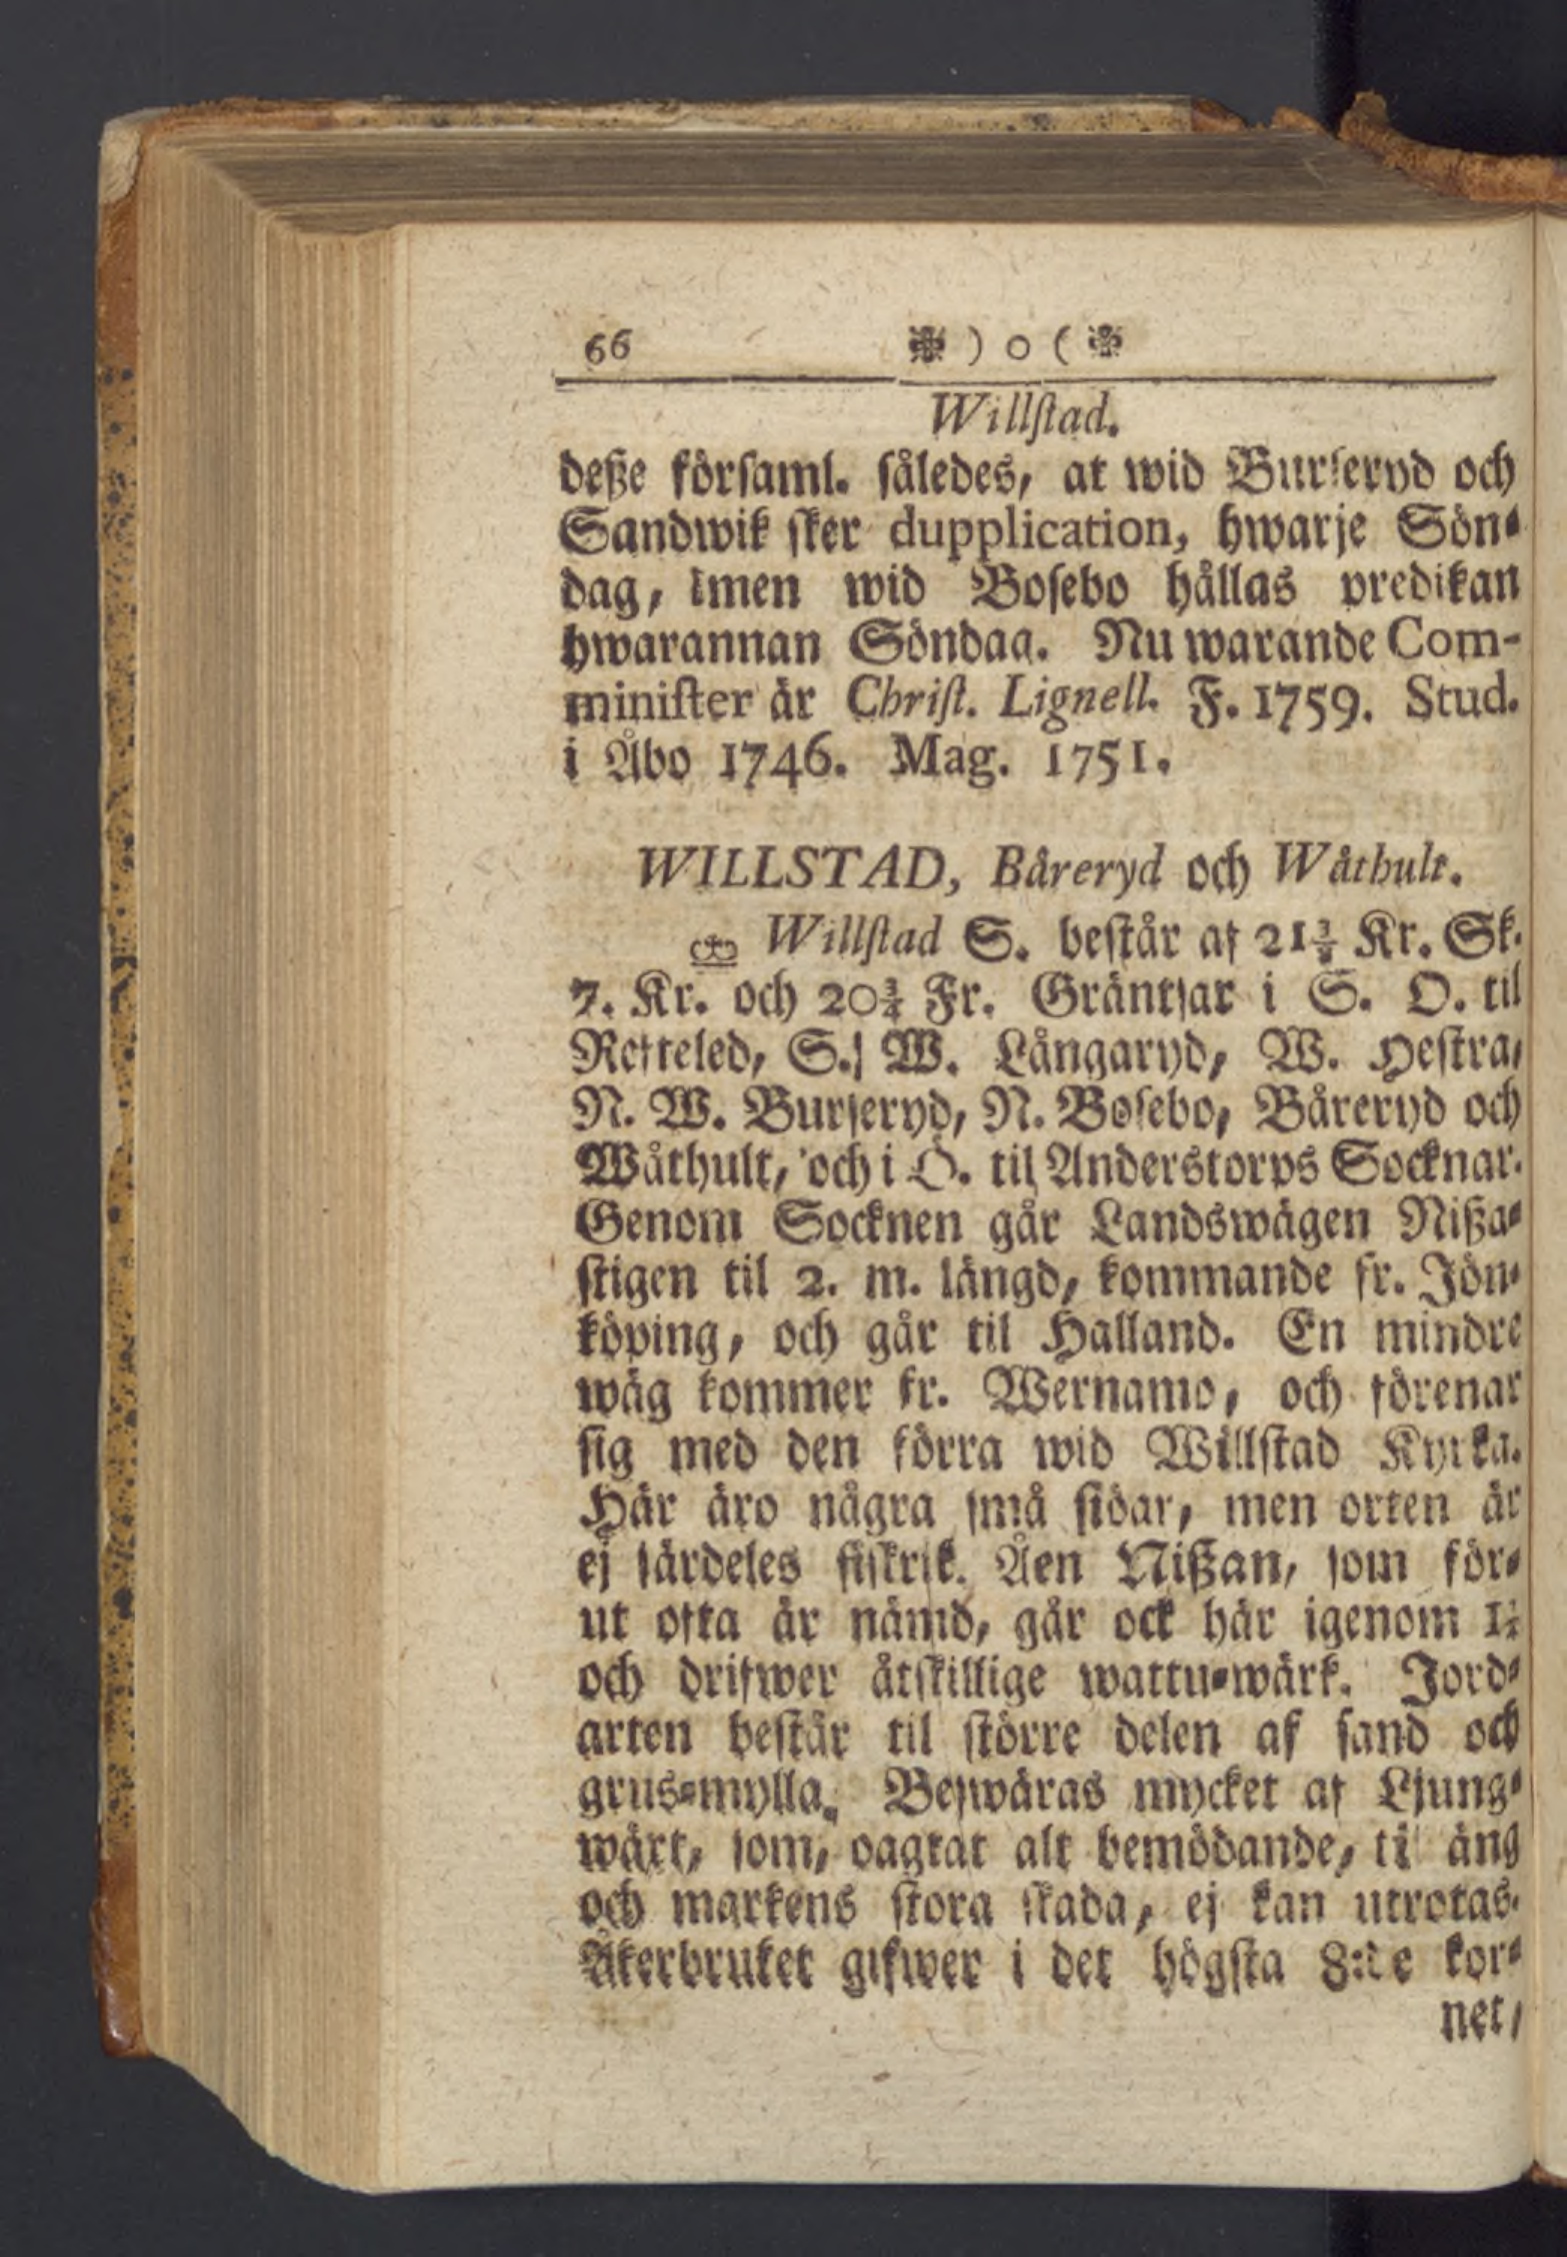 66 ) o (
Willstad.
deße församl. således, at wid Burseryd och
Sandwik sker dupplication, hwarje Sön-
dag, men wid Bosebo hållas predikan
hwarannan Söndag. Nu warande Com-
minister är Christ. Lignell. F. 1759. Stud.
i Åbo 1746. Mag. 1751.
WILLSTAD, Båreryd och Wåthult.
Willstad S. består af Kr. Sk.
7. Kr. och 20¾ Fr. Gräntsar i S. O. til
Refteled, S. W. Långaryd, W. Hestra,
N. W. Burseryd, N. Bosebo, Båreryd och
Wåthult, och i O. til Anderstorps Socknar.
Genom Socknen går Landswägen Nißa-
stigen til 2. m. längd, kommande fr. Jön-
köping, och går til Halland. En mindre
wäg kommer fr. Wernamo, och förenar
sig med den förra wid Willstad Kyrka.
Här äro några små siöar, men orten är
ej särdeles fiskrik. Åen Nißan, som för-
ut ofta är nämd, går ock här igenom
och drifwer åtskillige wattu-wärk. Jord-
arten består til större delen af sand och
grus-mylla. Beswäras mycket af Ljung-
wäxt, som, oagtat alt bemödande, til äng
och markens stora skada, ej kan utrotas.
Åkerbruket gifwer i det högsta 8:de kor-
net,